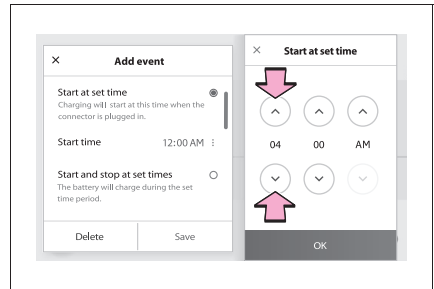 Add event
Start at set time
Charging will start at this time when the
connector is plugged in.
Start time 12:00 AM
Start and stop at set times
The battery will charge during the set
time period.
Delete Save
Start at set time
04 00 AM
OK